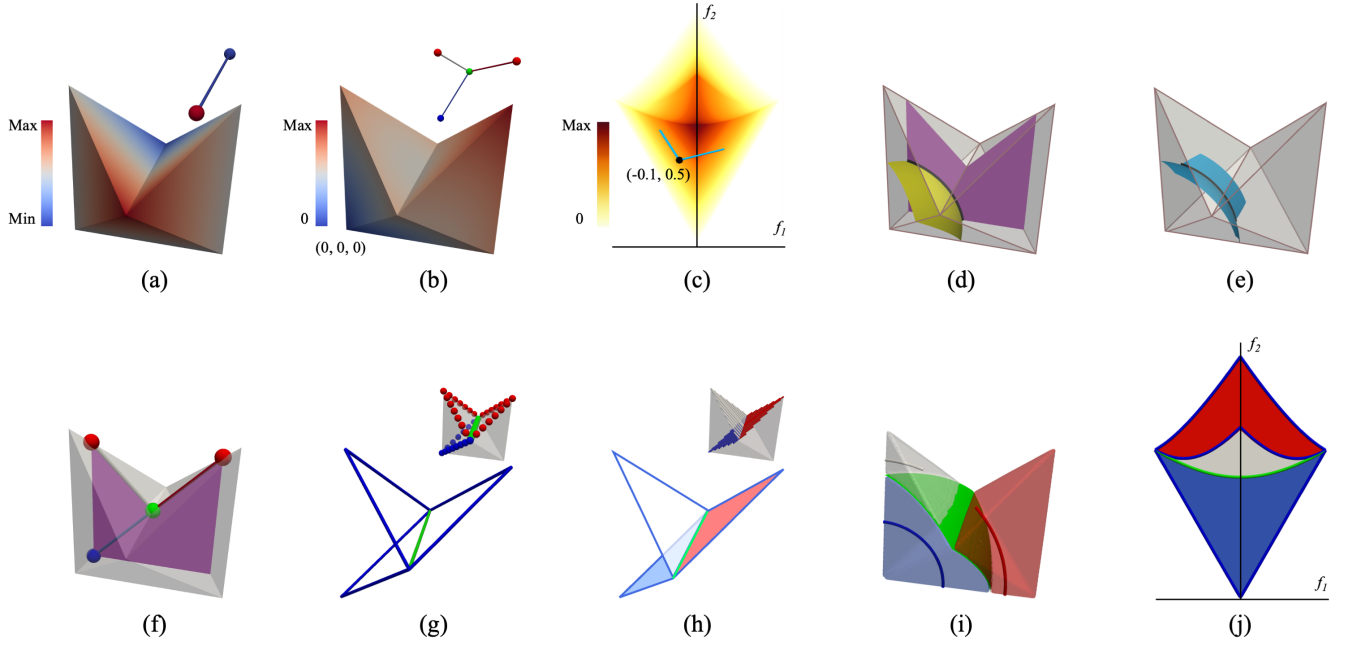 Max
Min
(a)
Max
0
(0, 0, 0)
(b)
f2
Max
0
(-0.1, 0.5)
f1
(c)
(d)
(e)
(f)
(g)
(h)
(i)
f2
f1
(j)